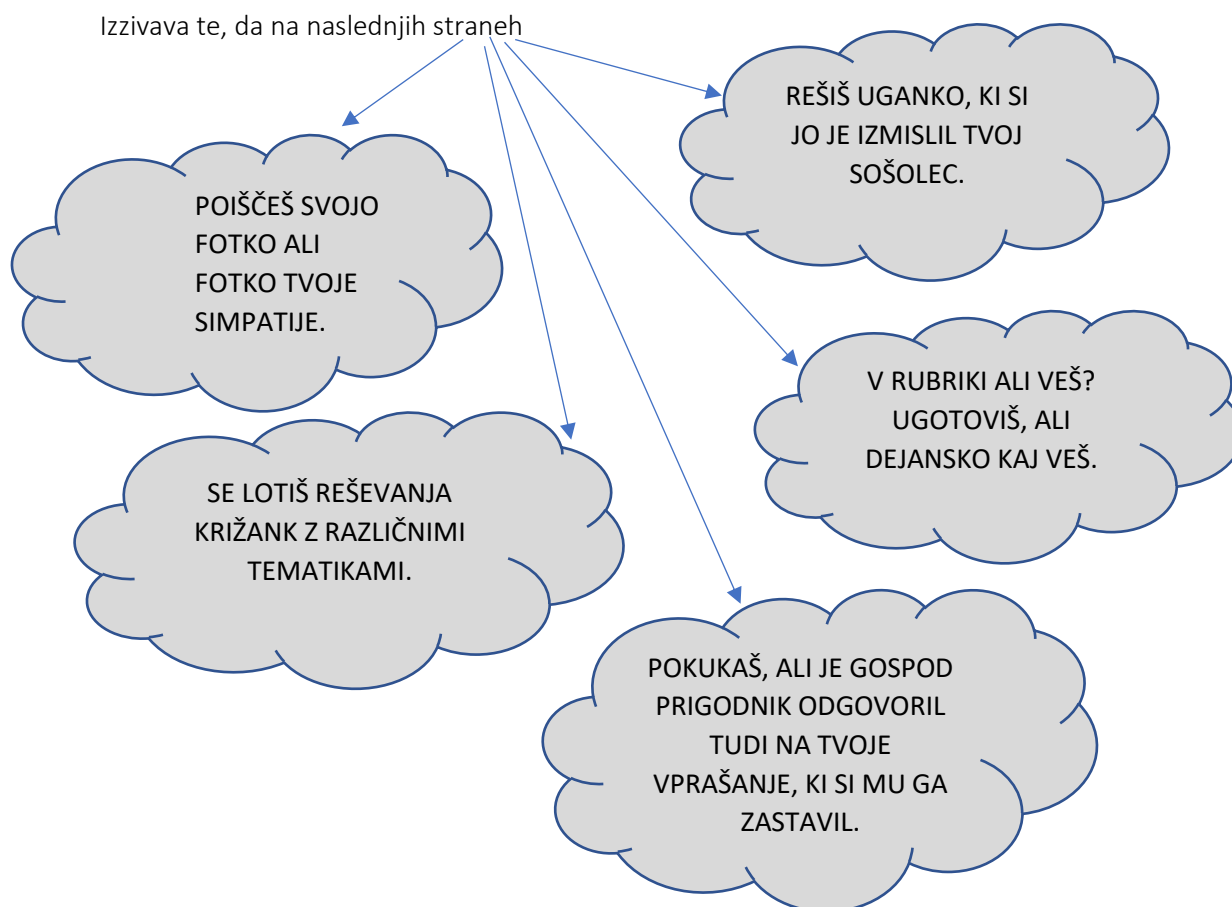 Izzivava te, da na naslednjih straneh
REŠIŠ UGANKO, KI SI
JO JE IZMISLIL TVOJ
SOŠOLEC.
POIŠČEŠ SVOJO
FOTKO ALI
FOTKO TVOJE
SIMPATIJE.
V RUBRIKI ALI VEŠ?
UGOTOVIŠ, ALI
DEJANSKO KAJ VEŠ.
SE LOTIŠ REŠEVANJA
KRIŽANK Z RAZLIČNIMI
TEMATIKAMI.
POKUKAŠ, ALI JE GOSPOD
PRIGODNIK ODGOVORIL
TUDI NA TVOJE
VPRAŠANJE, KI SI MU GA
ZASTAVIL.